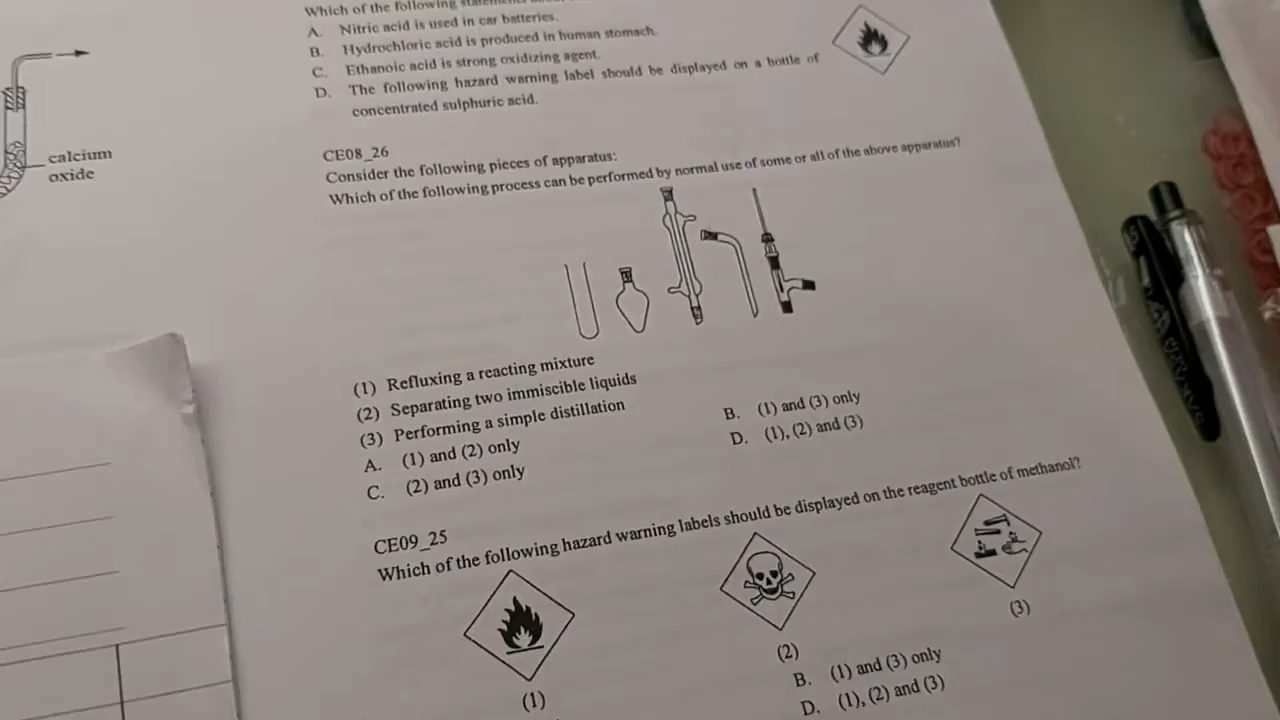 calcium
oxide
Which of the following
A. Nitric acid is used in car batteries.
B. Hydrochloric acid is produced in human stomach.
C. Ethanoic acid is strong oxidizing agent.
D. The following hazard warning label should be displayed on a bottle of
concentrated sulphuric acid.
CE08_26
Consider the following pieces of apparatus:
Which of the following process can be performed by normal use of some or all of the above apparatus?
(1) Refluxing a reacting mixture
(2) Separating two immiscible liquids
(3) Performing a simple distillation
A. (1) and (2) only
B. (1) and (3) only
C. (2) and (3) only
D. (1), (2) and (3)
CE09_25
Which of the following hazard warning labels should be displayed on the reagent bottle of methanol?
(1)
(2)
(3)
B. (1) and (3) only
D. (1), (2) and (3)